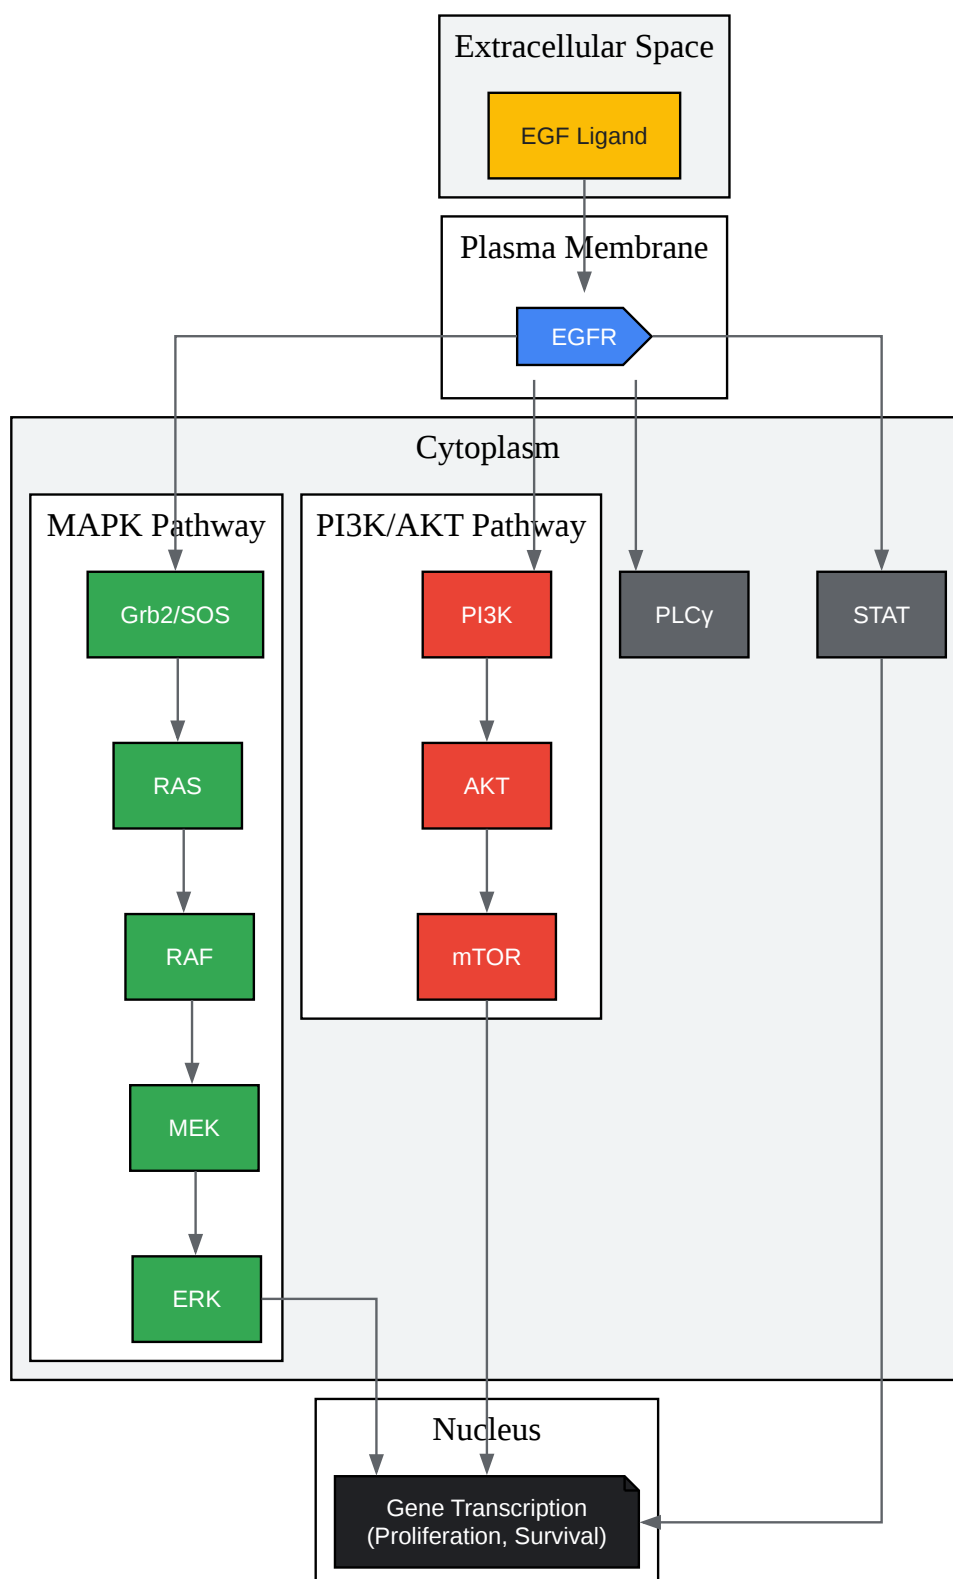 Extracellular Space
EGF Ligand
Plasma Membrane
EGFR
Cytoplasm
MAPK Pathway
PI3K/AKT Pathway
Grb2/SOS
PI3K
PLCγ
STAT
RAS
AKT
RAF
mTOR
MEK
ERK
Nucleus
Gene Transcription
(Proliferation, Survival)